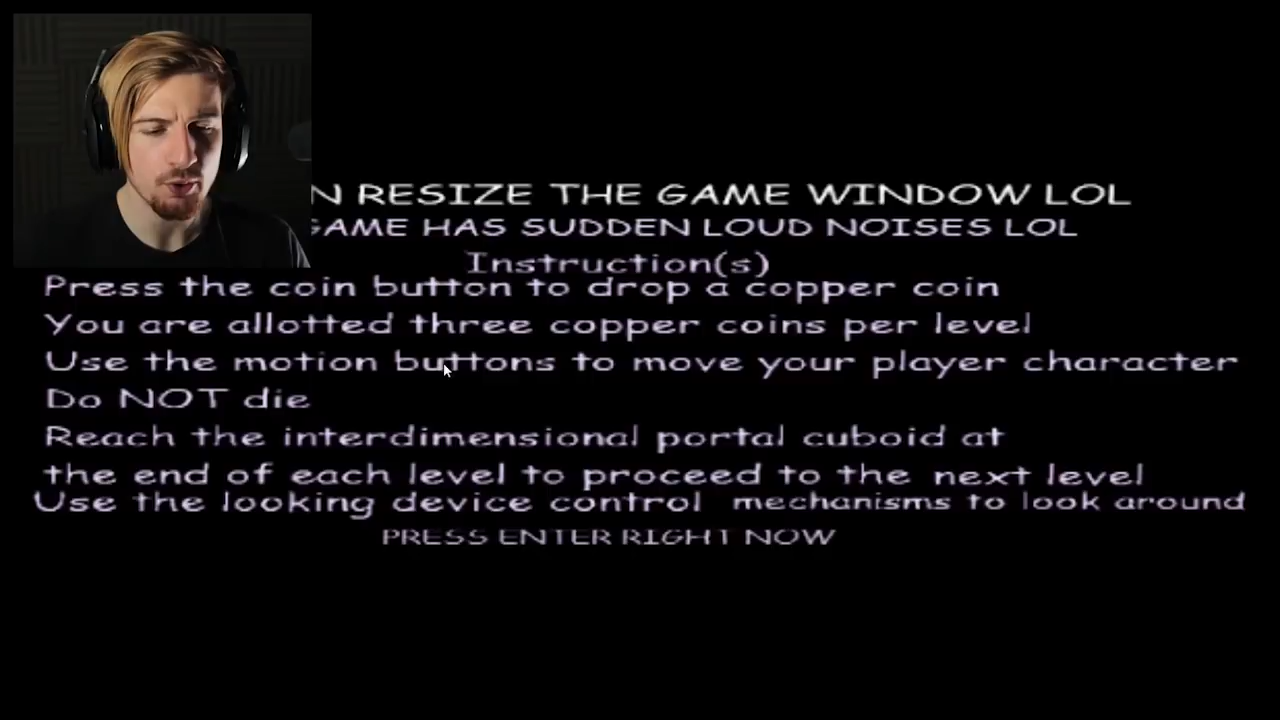 RESIZE THE GAME WINDOW LOL
GAME HAS SUDDEN LOUD NOISES LOL
Instruction(s)
Press the coin button to drop a copper coin
You are allotted three copper coins per level
Use the motion buttons to move your player character
Do NOT die
Reach the interdimensional portal cuboid at
the end of each level to proceed to the next level
Use the looking device control mechanisms to look around
PRESS ENTER RIGHT NOW